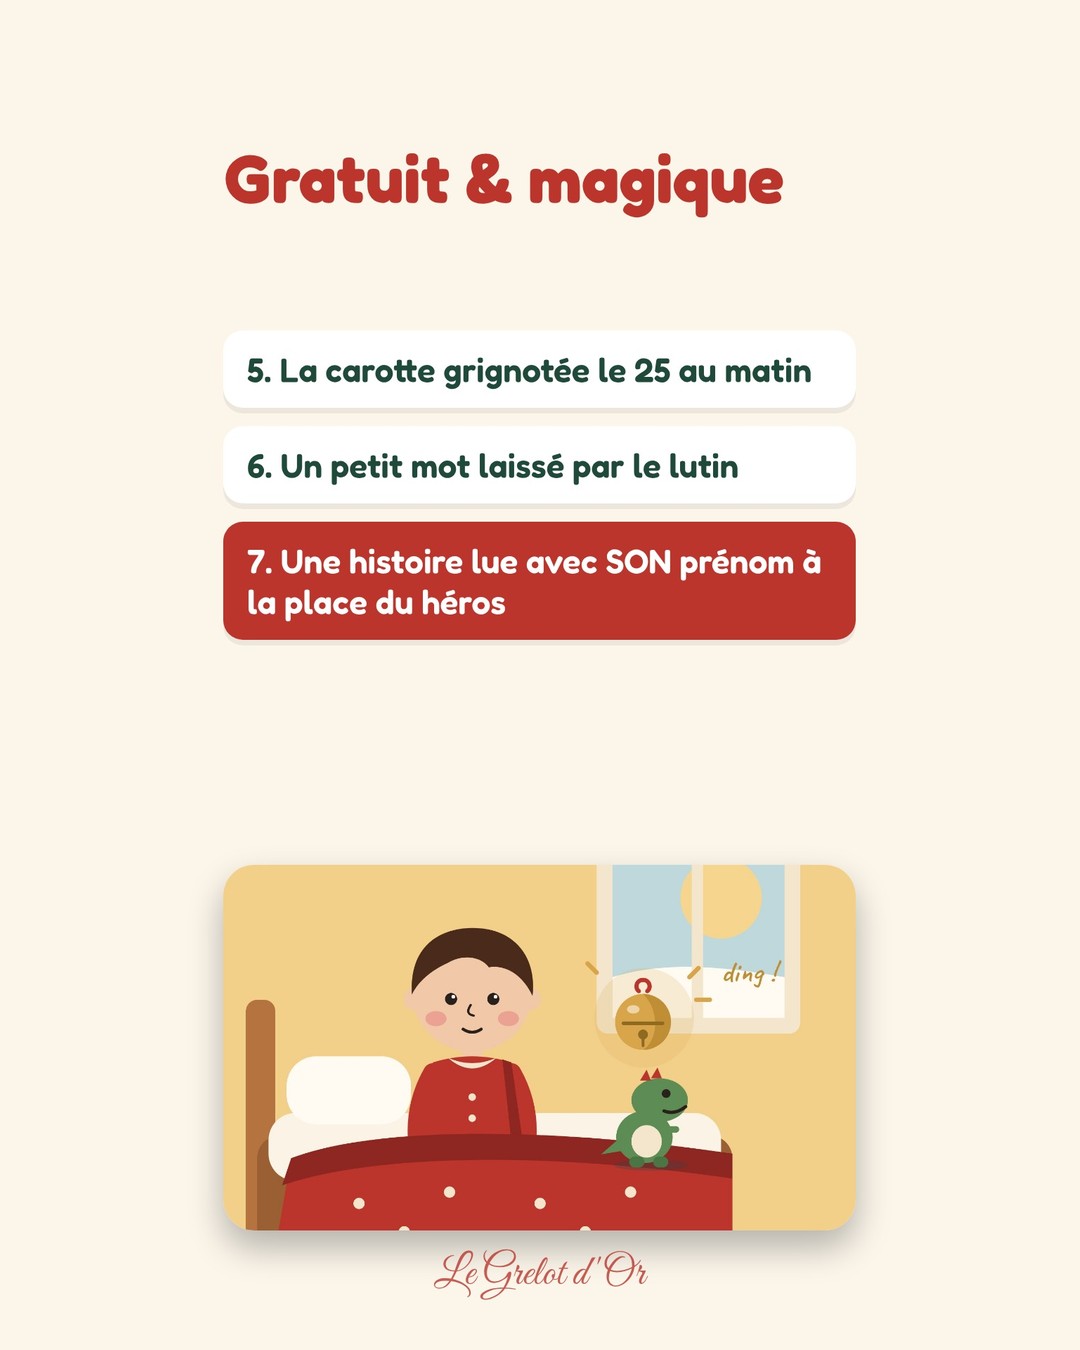 Gratuit & magique
5. La carotte grignotée le 25 au matin
6. Un petit mot laissé par le lutin
7. Une histoire lue avec SON prénom à
la place du héros
ding !
Le Grelot d'Or